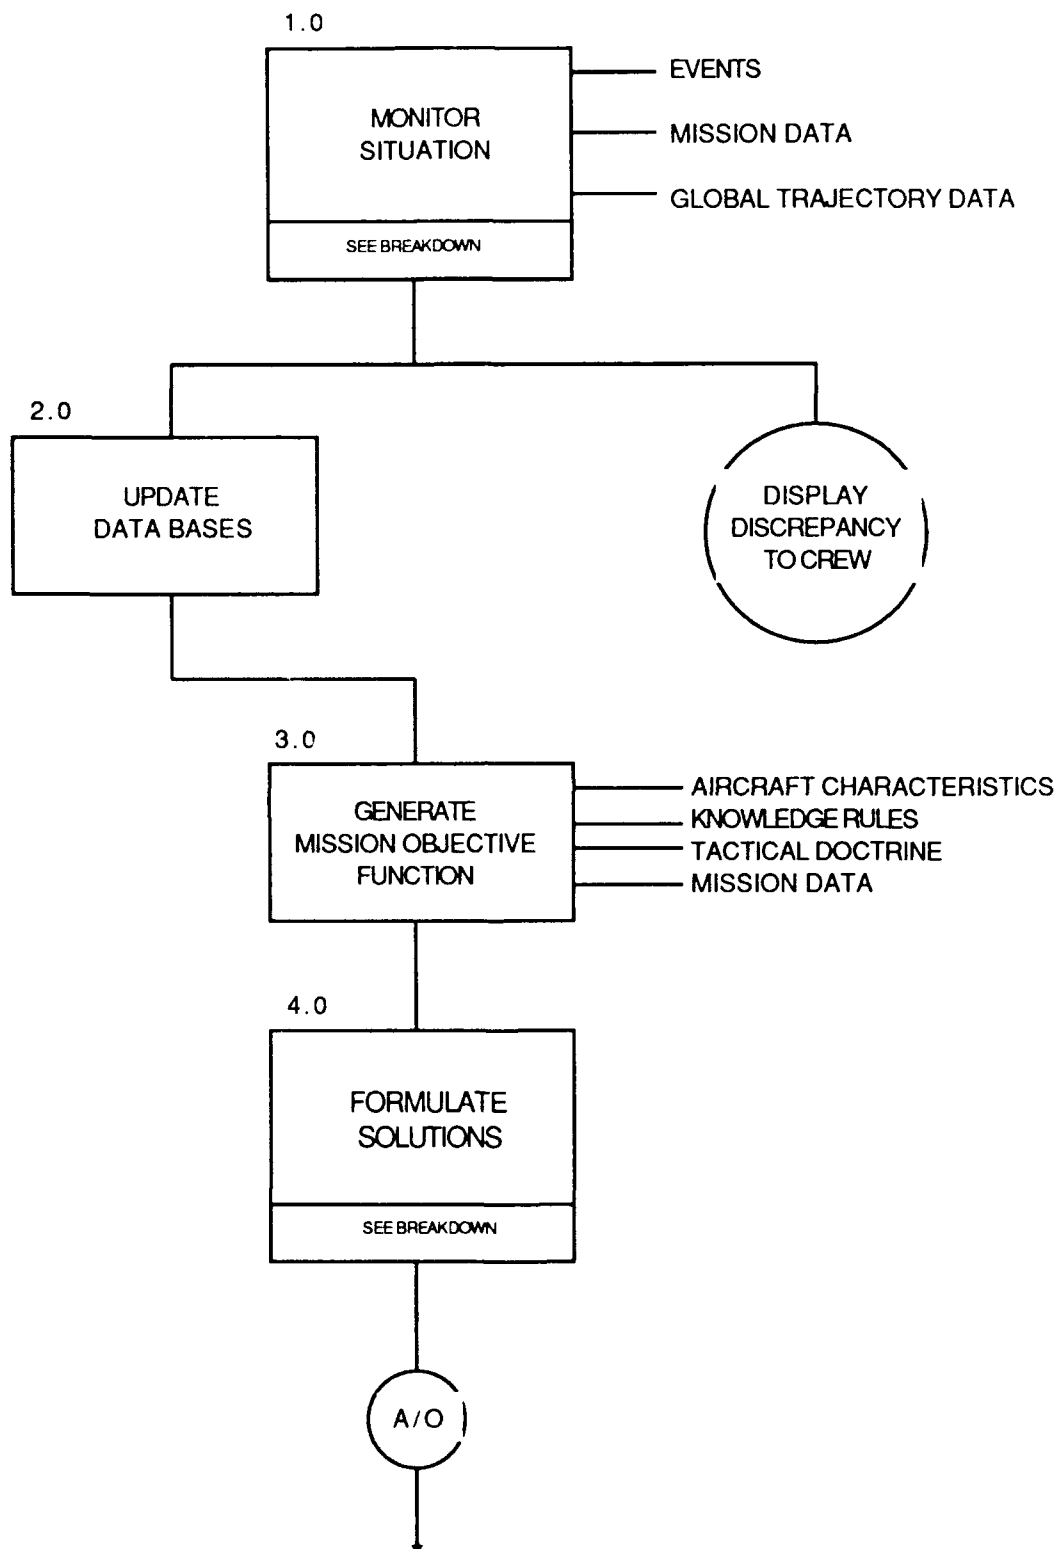 1.0
MONITOR
SITUATION
EVENTS
MISSION DATA
GLOBAL TRAJECTORY DATA
SEE BREAKDOWN
2.0
UPDATE
DATA BASES
DISPLAY
DISCREPANCY
TO CREW
3.0
GENERATE
MISSION OBJECTIVE
FUNCTION
AIRCRAFT CHARACTERISTICS
KNOWLEDGE RULES
TACTICAL DOCTRINE
MISSION DATA
4.0
FORMULATE
SOLUTIONS
SEE BREAKDOWN
A/O